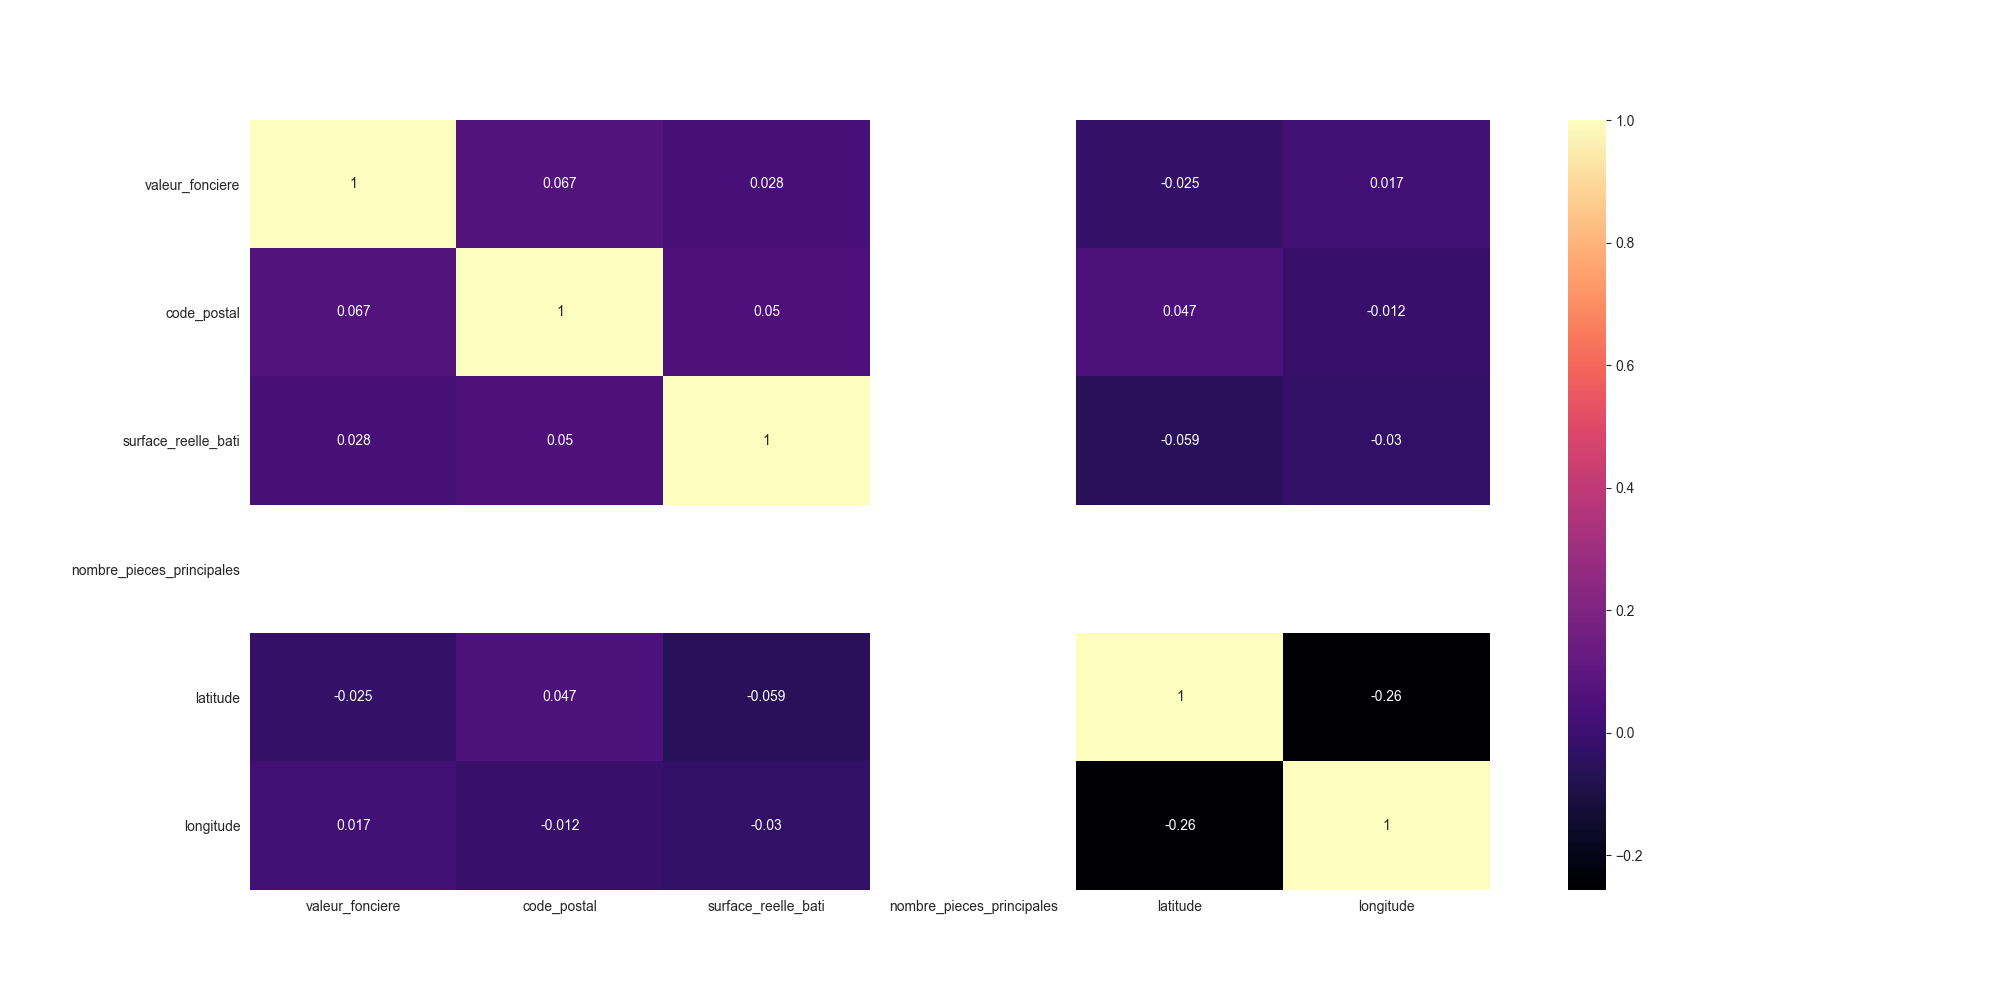 1.0
valeur_fonciere 1 0.067 0.028 -0.025 0.017
0.8
code_postal 0.067 1 0.05 0.047 -0.012
0.6
surface_reelle_bati 0.028 0.05 1 -0.059 -0.03
0.4
nombre_pieces_principales
0.2
latitude -0.025 0.047 -0.059 1 -0.26
0.0
longitude 0.017 -0.012 -0.03 -0.26 1
−0.2
valeur_fonciere code_postal surface_reelle_bati nombre_pieces_principales latitude longitude